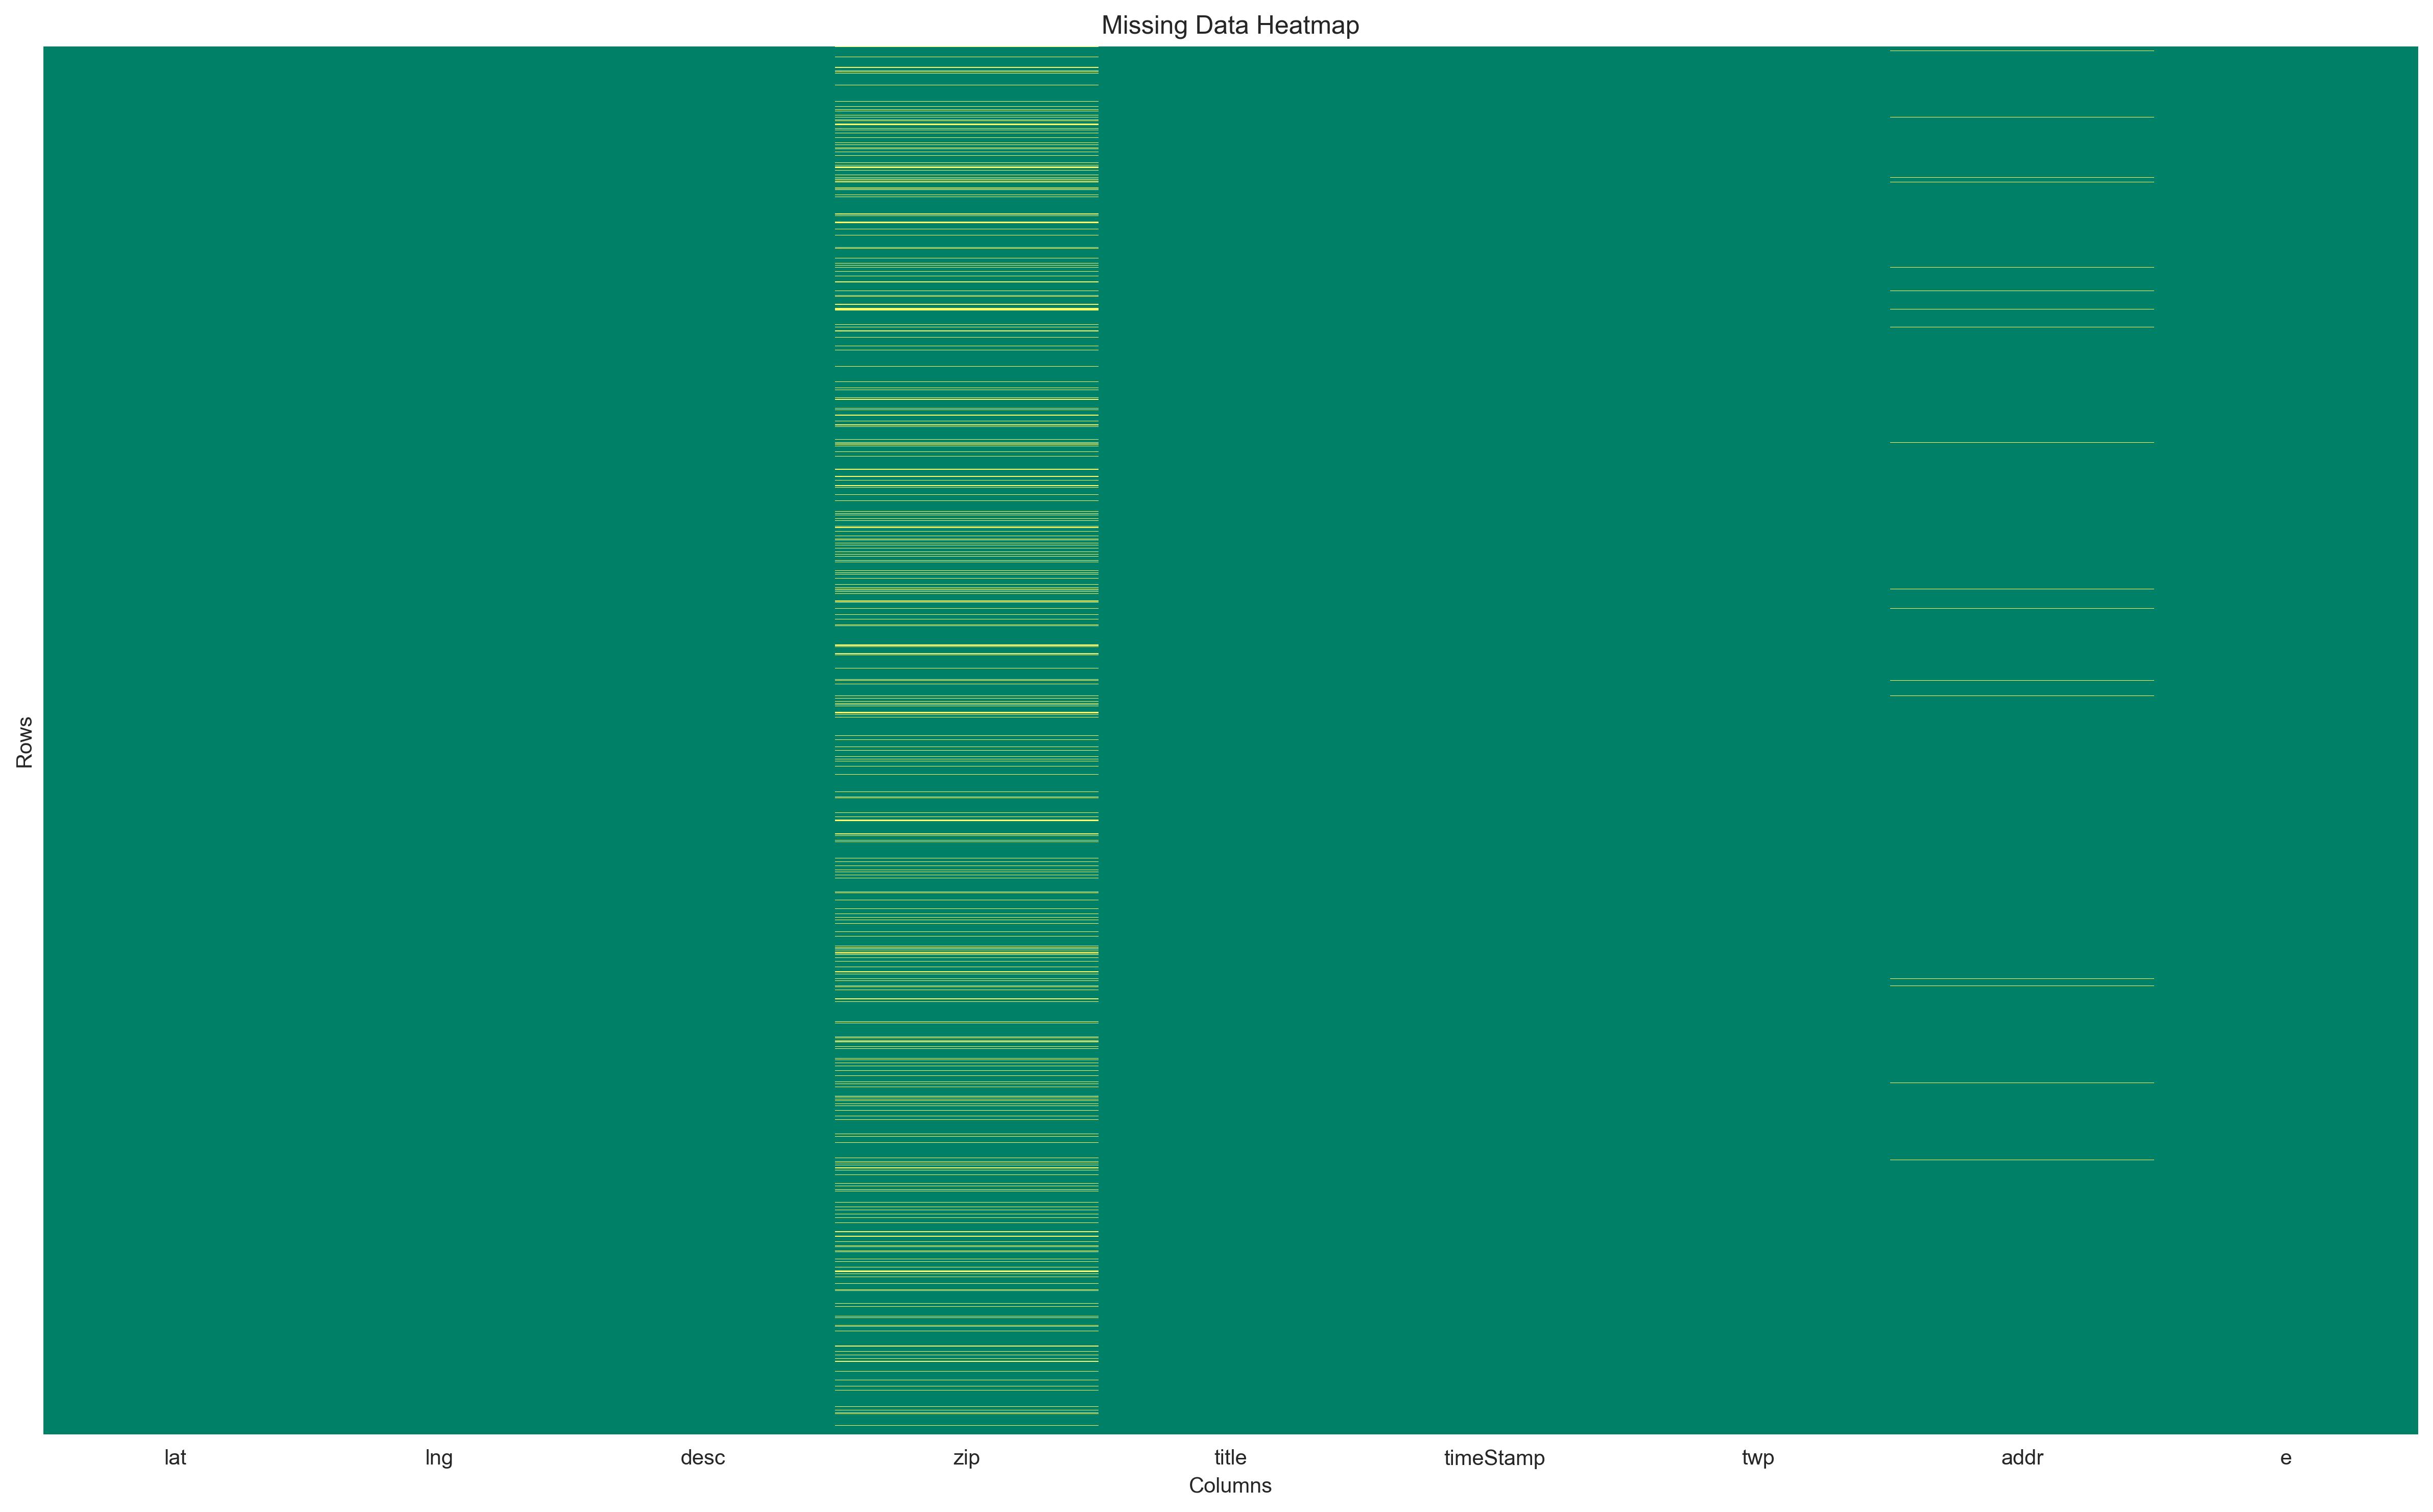 Missing Data Heatmap
Rows
lat lng desc zip title timeStamp twp addr e
Columns